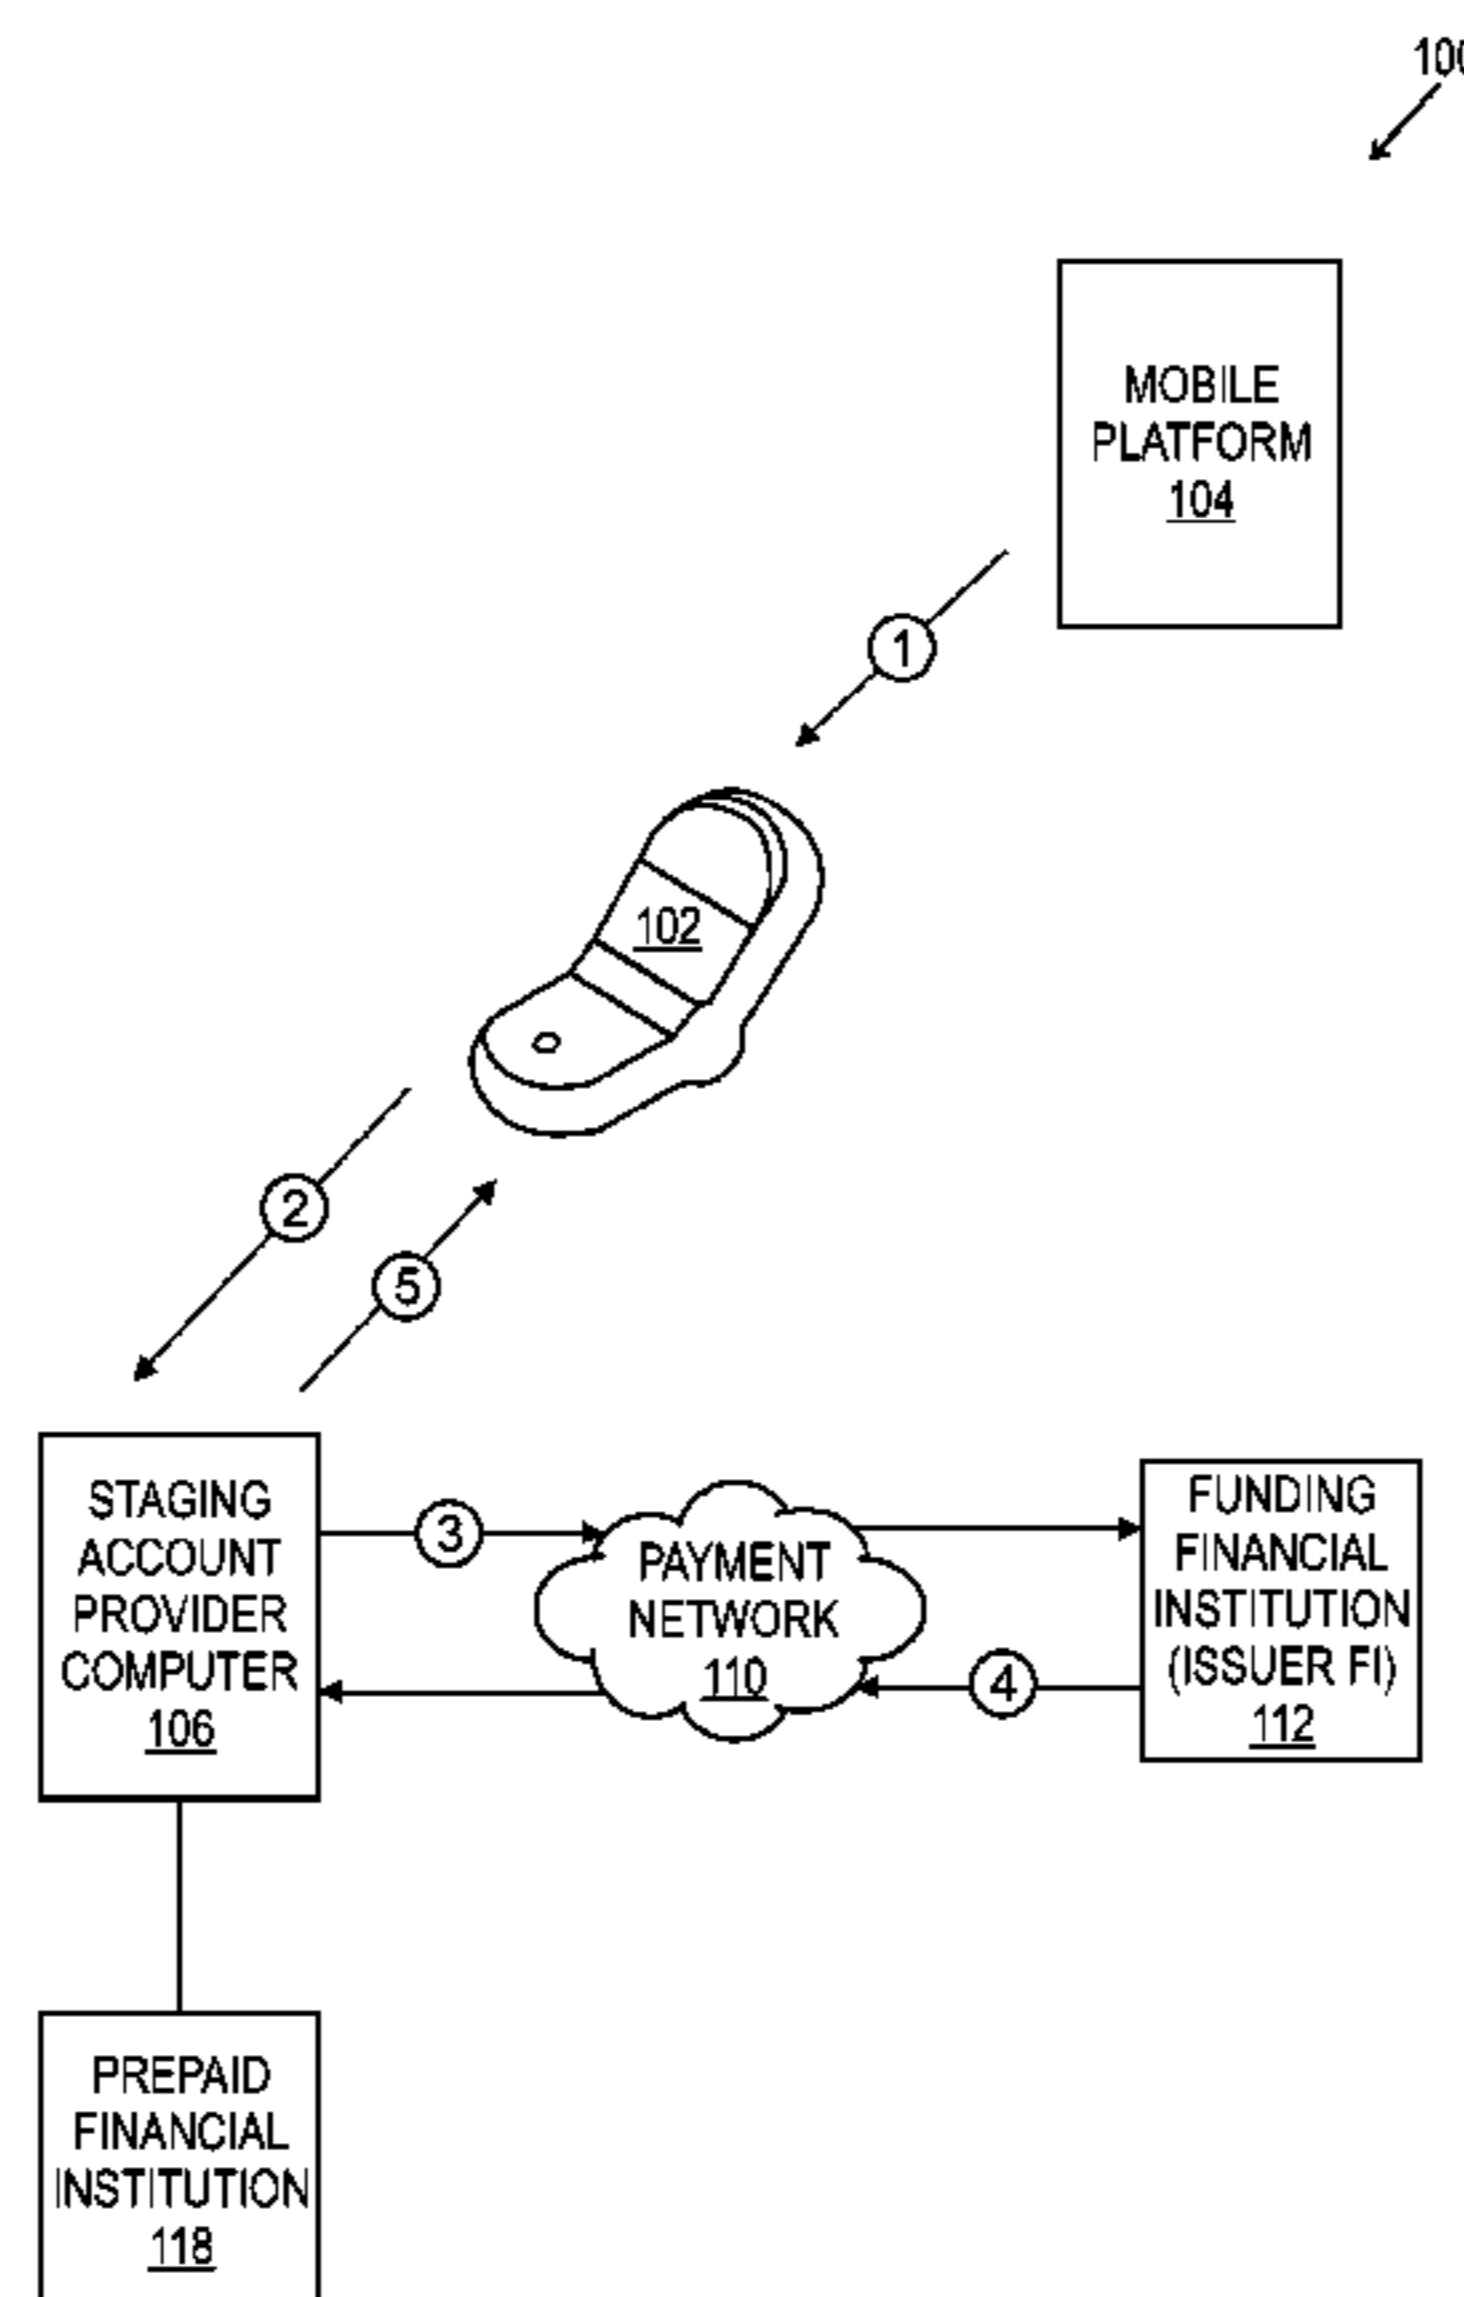 100
MOBILE
PLATFORM
104
1
102
2
5
STAGING
ACCOUNT
PROVIDER
COMPUTER
106
3
PAYMENT
NETWORK
110
FUNDING
FINANCIAL
INSTITUTION
(ISSUER FI)
112
4
PREPAID
FINANCIAL
INSTITUTION
118